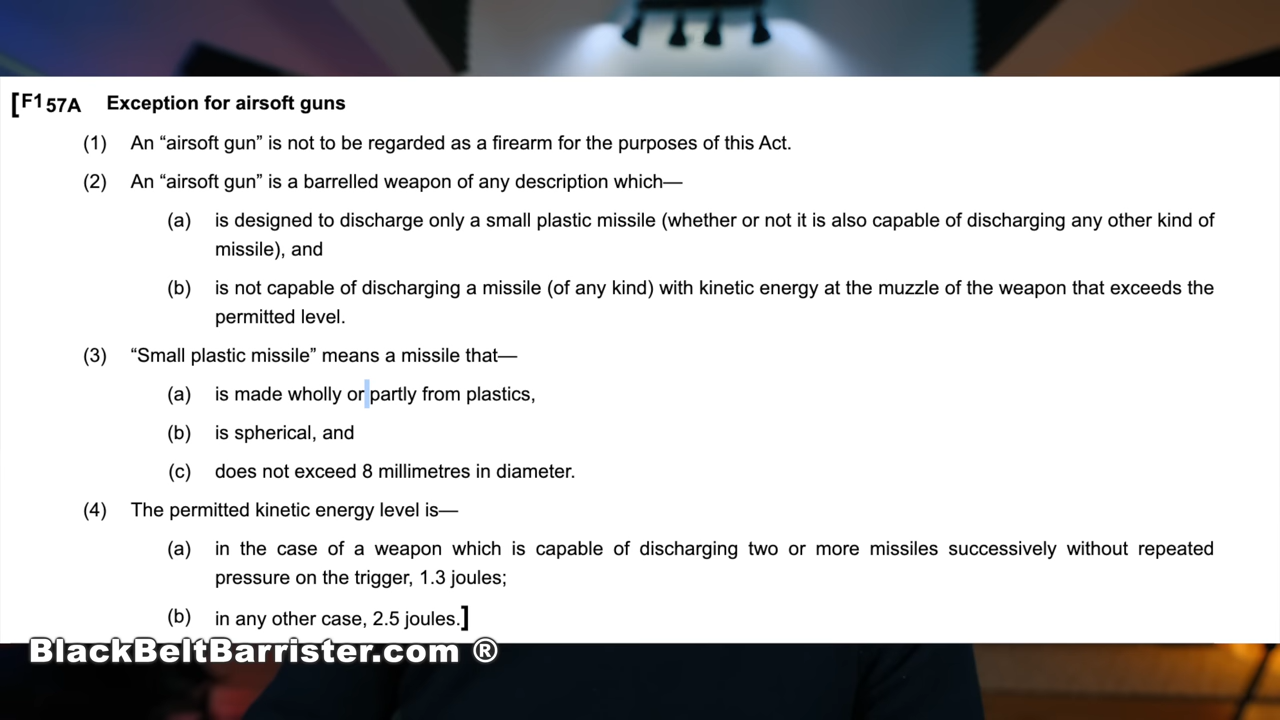 [F1 57A Exception for airsoft guns
(1) An “airsoft gun” is not to be regarded as a firearm for the purposes of this Act.
(2) An “airsoft gun” is a barrelled weapon of any description which—
(a) is designed to discharge only a small plastic missile (whether or not it is also capable of discharging any other kind of
missile), and
(b) is not capable of discharging a missile (of any kind) with kinetic energy at the muzzle of the weapon that exceeds the
permitted level.
(3) “Small plastic missile” means a missile that—
(a) is made wholly or partly from plastics,
(b) is spherical, and
(c) does not exceed 8 millimetres in diameter.
(4) The permitted kinetic energy level is—
(a) in the case of a weapon which is capable of discharging two or more missiles successively without repeated
pressure on the trigger, 1.3 joules;
(b) in any other case, 2.5 joules.]
BlackBeltBarrister.com ®